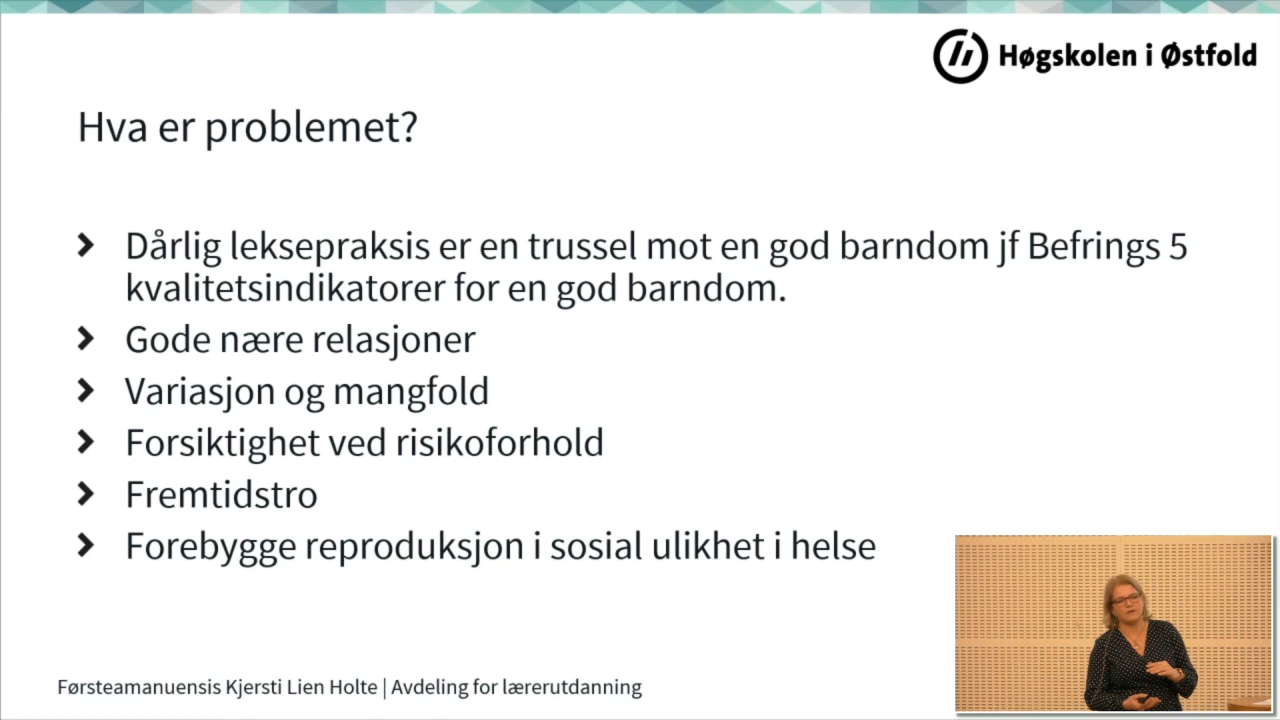 Høgskolen i Østfold
Hva er problemet?
Dårlig leksepraksis er en trussel mot en god barndom jf Befrings 5
kvalitetsindikatorer for en god barndom.
Gode nære relasjoner
Variasjon og mangfold
Forsiktighet ved risikoforhold
Fremtidstro
Forebygge reproduksjon i sosial ulikhet i helse
Førsteamanuensis Kjersti Lien Holte | Avdeling for lærerutdanning